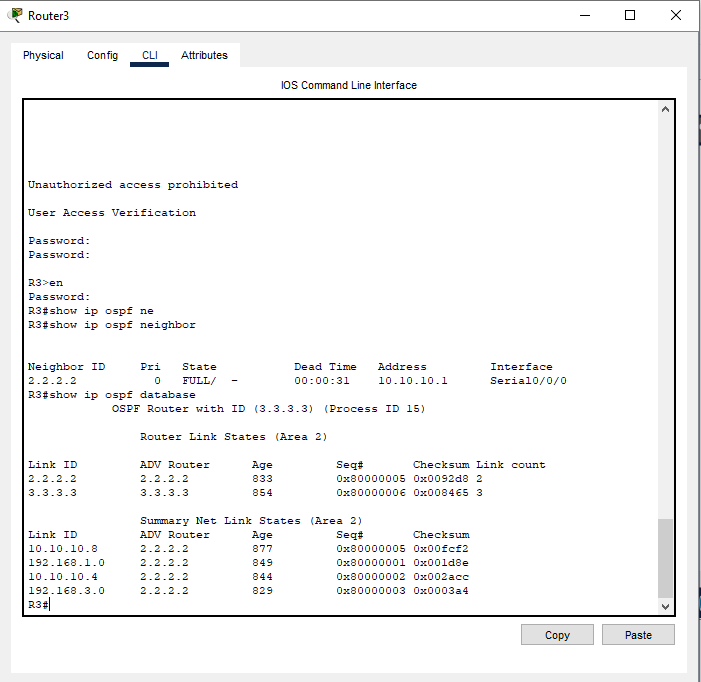 Router3
Physical Config CLI Attributes
IOS Command Line Interface
Unauthorized access prohibited
User Access Verification
Password:
Password:
R3>en
Password:
R3#show ip ospf ne
R3#show ip ospf neighbor
Neighbor ID Pri State Dead Time Address Interface
2.2.2.2 0 FULL/ - 00:00:31 10.10.10.1 Serial0/0/0
R3#show ip ospf database
OSPF Router with ID (3.3.3.3) (Process ID 15)
Router Link States (Area 2)
Link ID ADV Router Age Seq# Checksum Link count
2.2.2.2 2.2.2.2 833 0x80000005 0x0092d8 2
3.3.3.3 3.3.3.3 854 0x80000006 0x008465 3
Summary Net Link States (Area 2)
Link ID ADV Router Age Seq# Checksum
10.10.10.8 2.2.2.2 877 0x80000005 0x00fcf2
192.168.1.0 2.2.2.2 849 0x80000001 0x001d8e
10.10.10.4 2.2.2.2 844 0x80000002 0x002acc
192.168.3.0 2.2.2.2 829 0x80000003 0x0003a4
R3#
Copy Paste